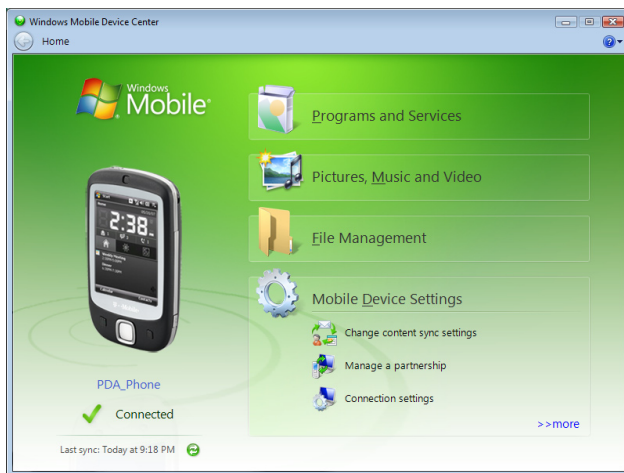 Windows Mobile Device Center
Home
Windows
Mobile®
Programs and Services
Pictures, Music and Video
2:38
File Management
Mobile Device Settings
Change content sync settings
Manage a partnership
Connection settings
PDA_Phone
Connected
>>more
Last sync: Today at 9:18 PM